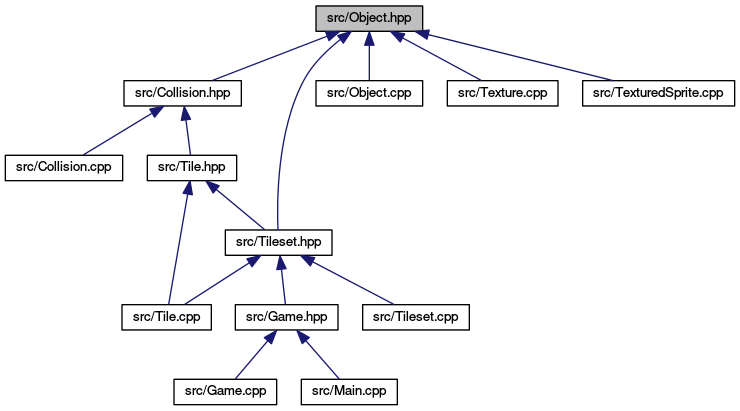 src/Object.hpp
src/Collision.hpp
src/Object.cpp
src/Texture.cpp
src/TexturedSprite.cpp
src/Collision.cpp
src/Tile.hpp
src/Tileset.hpp
src/Tile.cpp
src/Game.hpp
src/Tileset.cpp
src/Game.cpp
src/Main.cpp